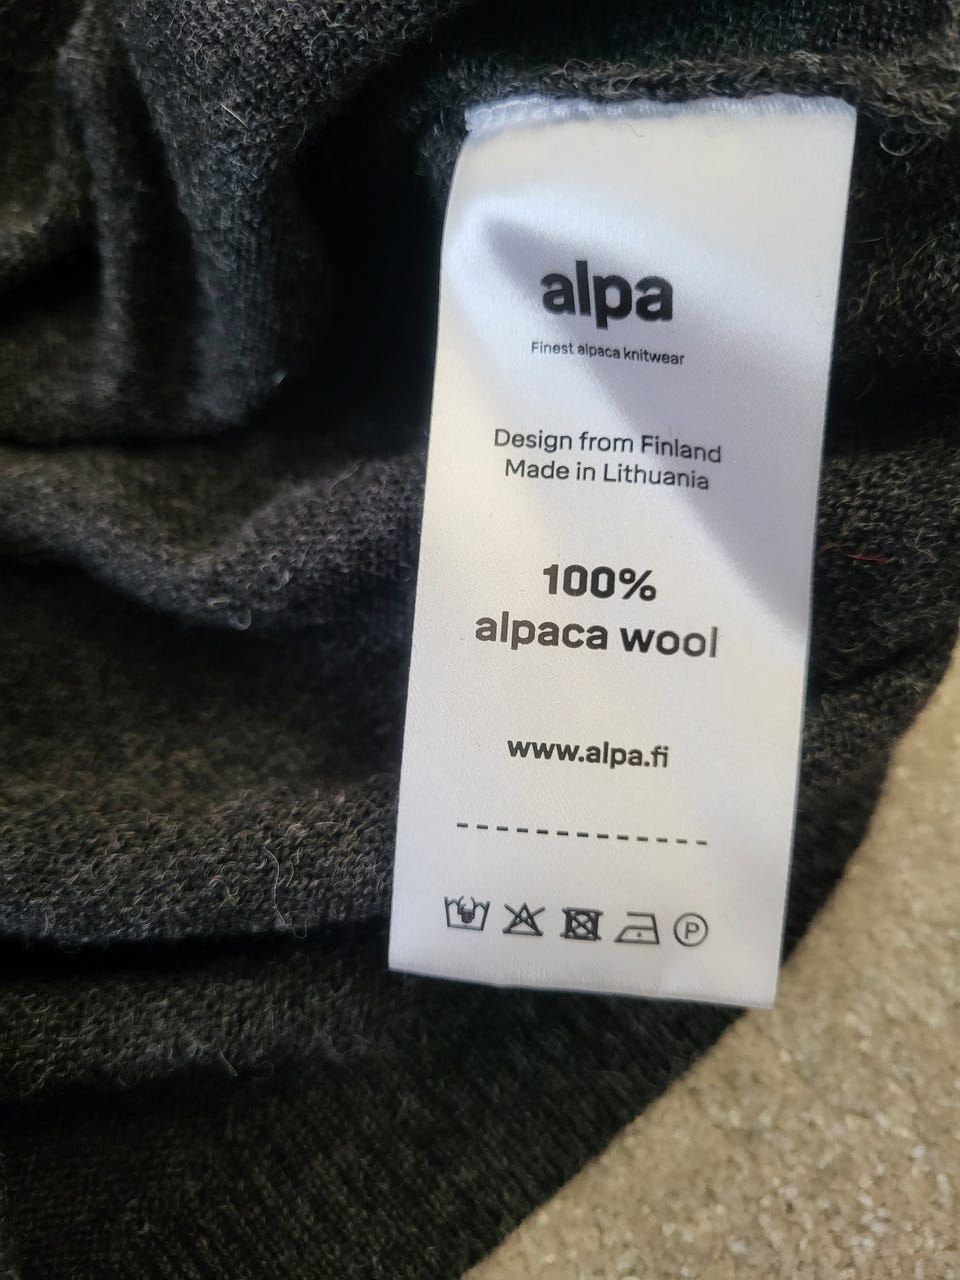 alpa
Finest alpaca knitwear
Design from Finland
Made in Lithuania
100%
alpaca wool
www.alpa.fi
P